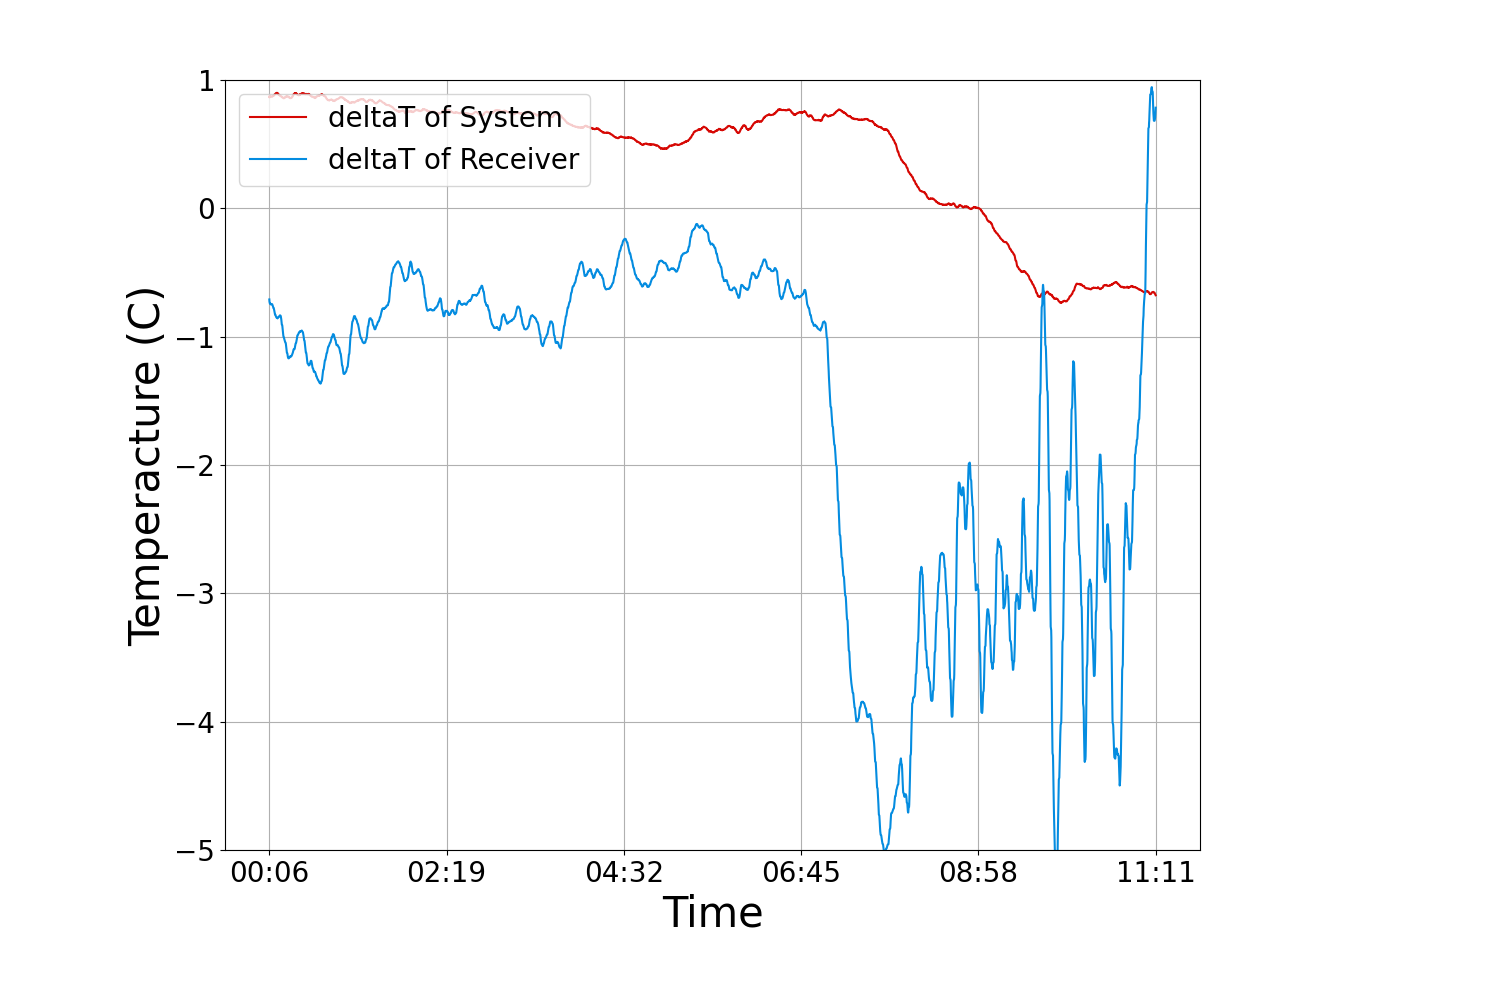 1
0
−1
−2
−3
−4
−5
Temperacture (C)
deltaT of System
deltaT of Receiver
00:06 02:19 04:32 06:45 08:58 11:11
Time